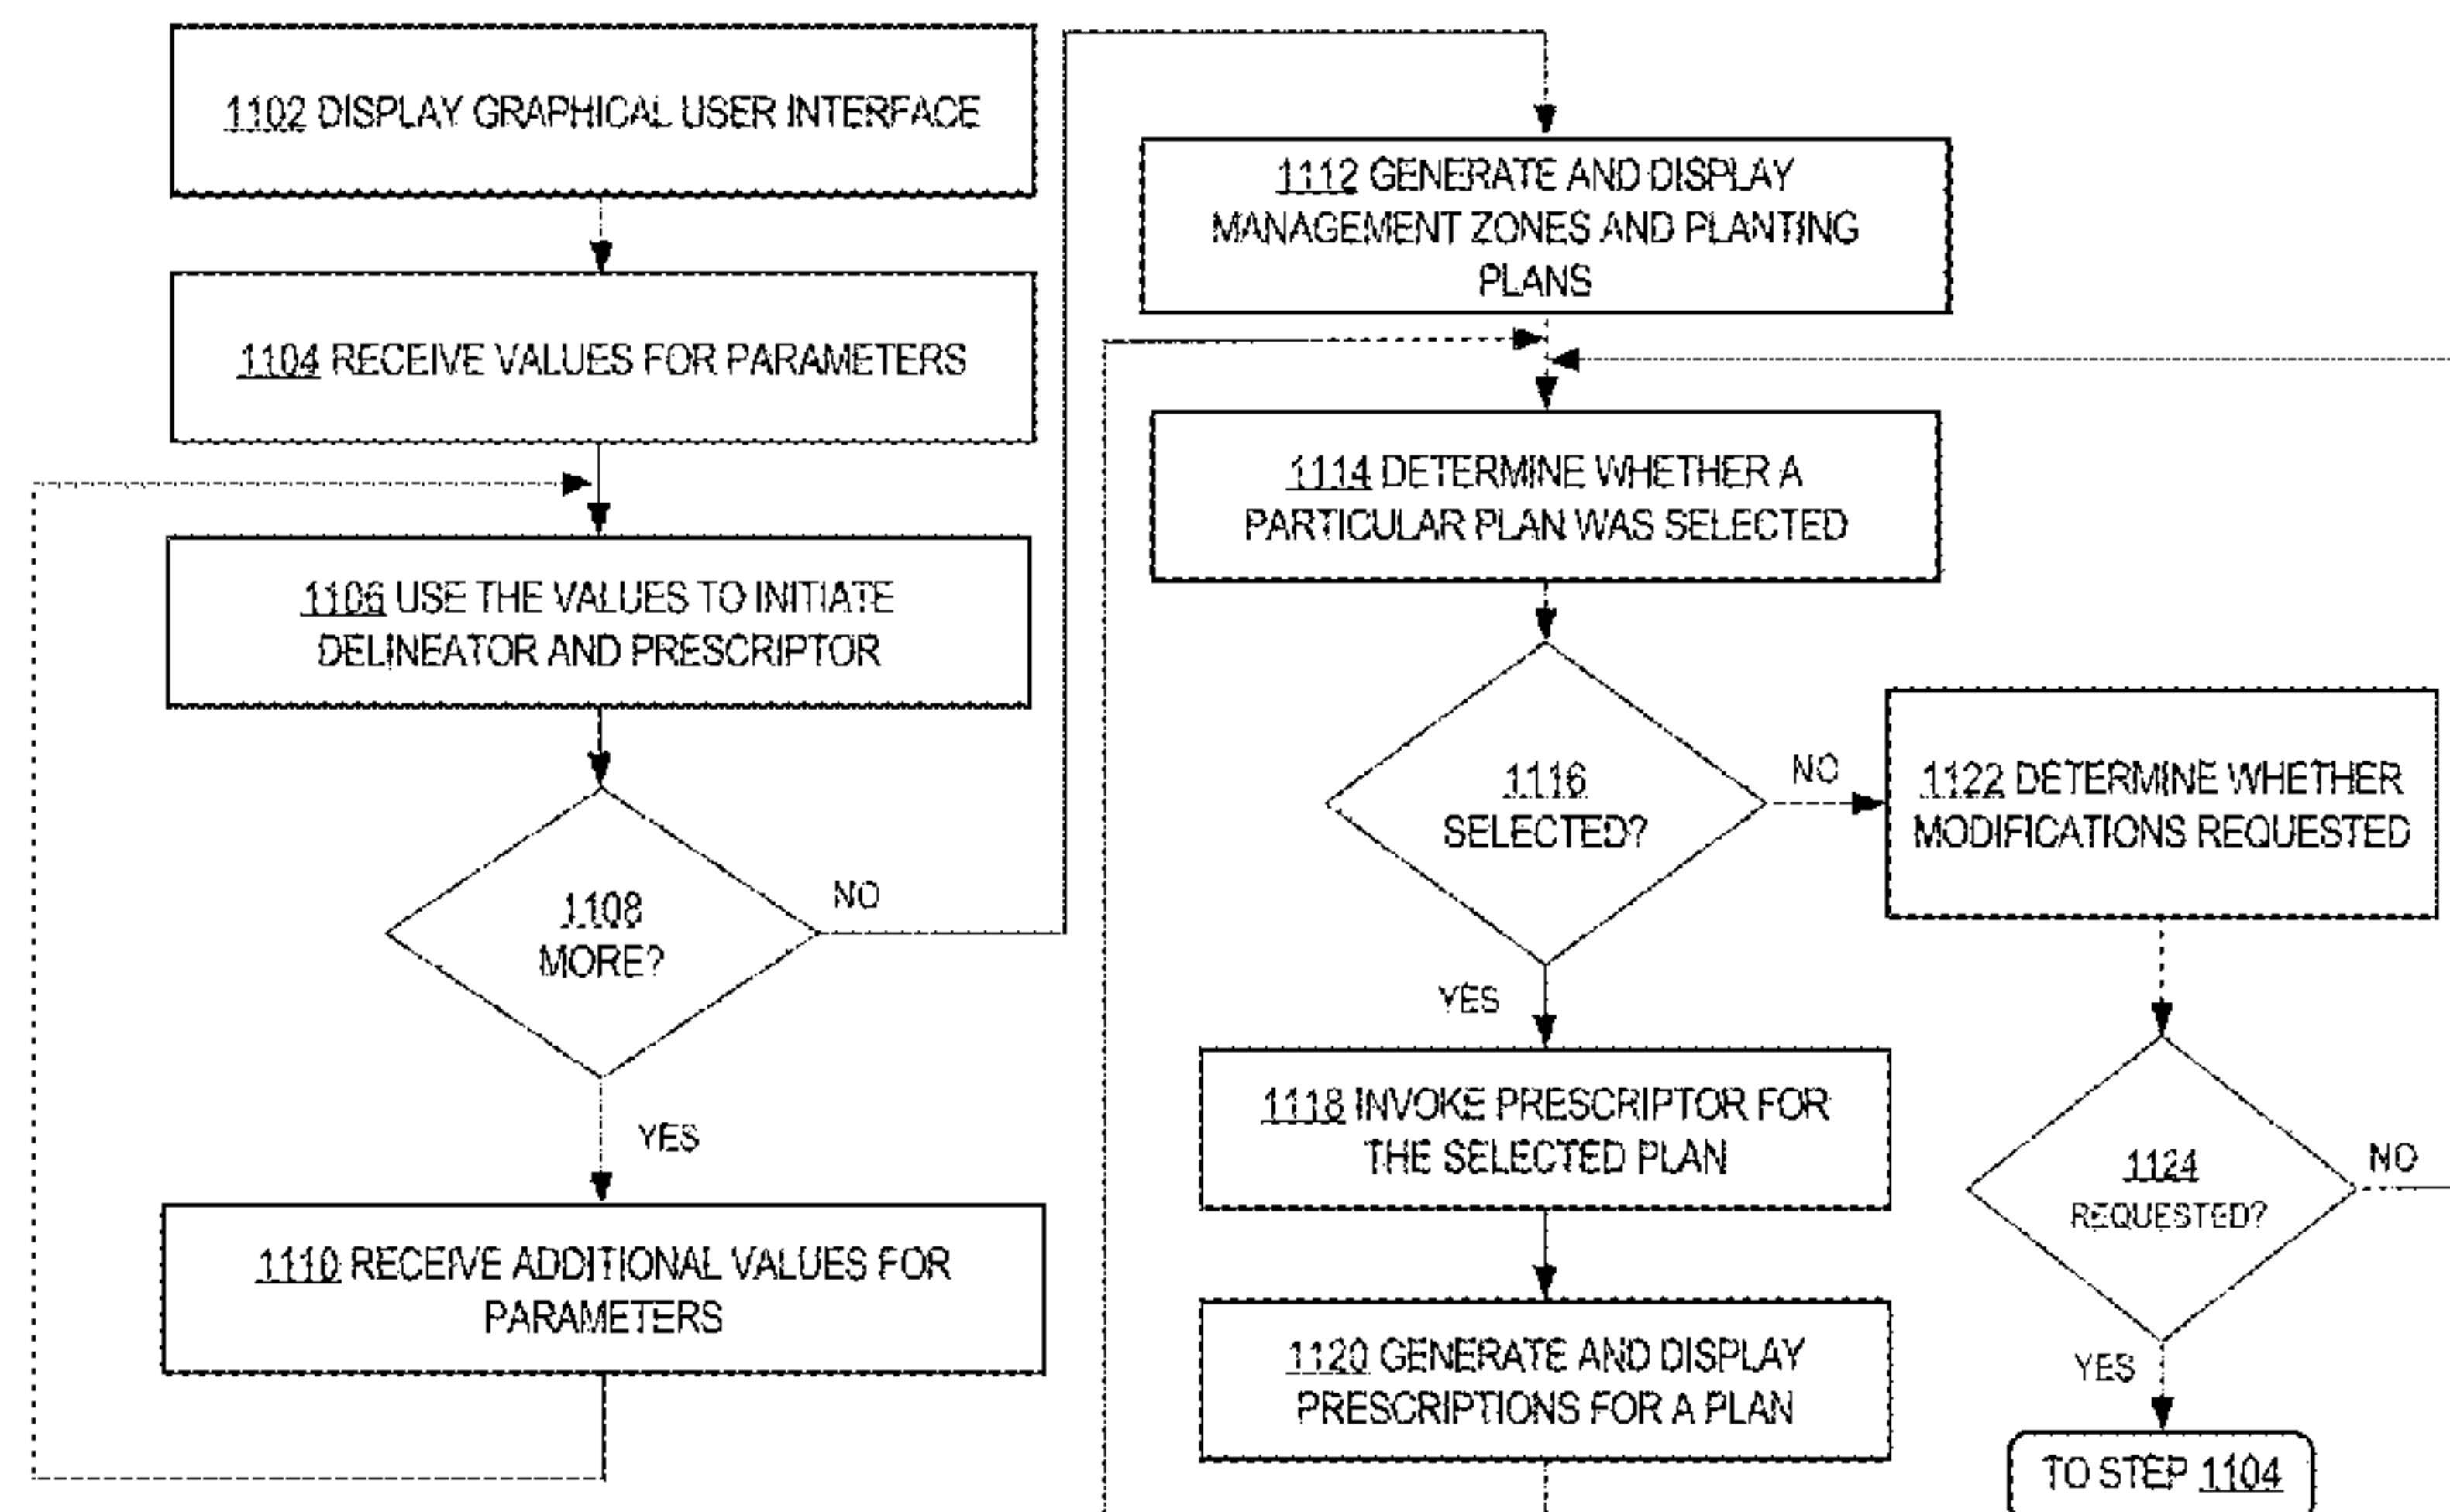 1102 DISPLAY GRAPHICAL USER INTERFACE
1104 RECEIVE VALUES FOR PARAMETERS
1106 USE THE VALUES TO INITIATE
DELINEATOR AND PRESCRIPTOR
1108
MORE?
NO
YES
1110 RECEIVE ADDITIONAL VALUES FOR
PARAMETERS
1112 GENERATE AND DISPLAY
MANAGEMENT ZONES AND PLANTING
PLANS
1114 DETERMINE WHETHER A
PARTICULAR PLAN WAS SELECTED
1116
SELECTED?
NO
YES
1118 INVOKE PRESCRIPTOR FOR
THE SELECTED PLAN
1120 GENERATE AND DISPLAY
PRESCRIPTIONS FOR A PLAN
1122 DETERMINE WHETHER
MODIFICATIONS REQUESTED
1124
REQUESTED?
NO
YES
TO STEP 1104